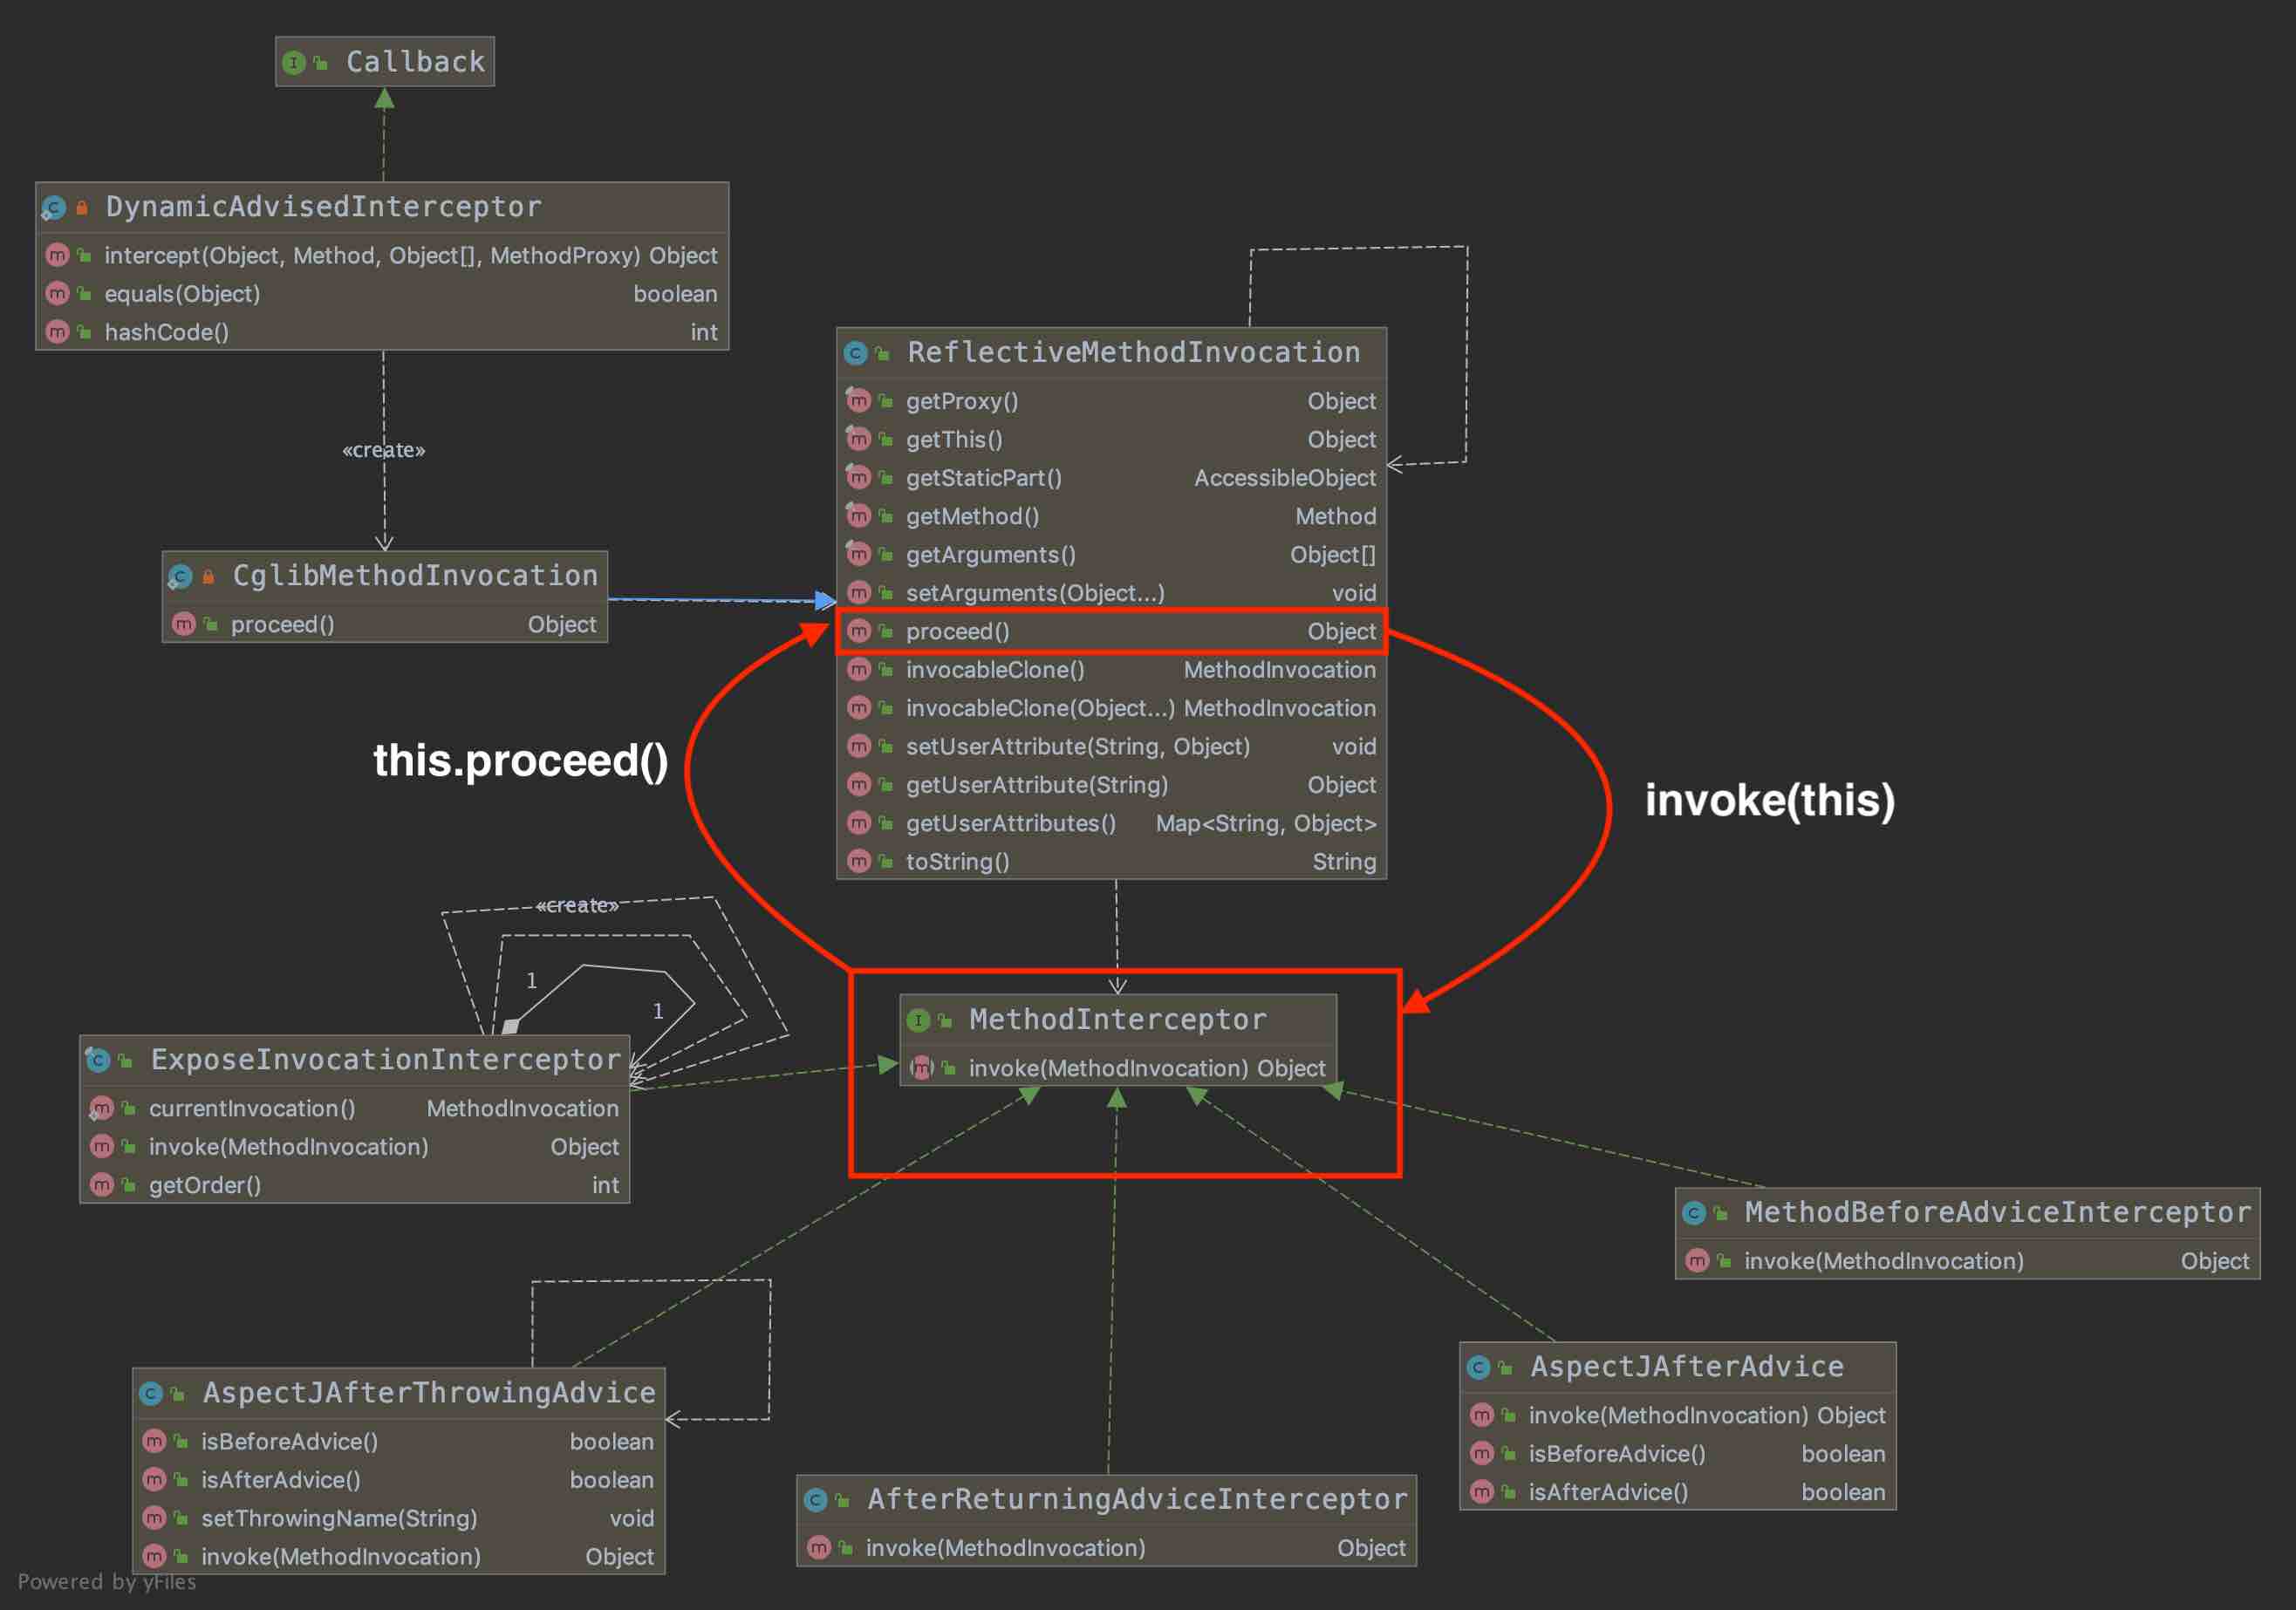 Callback
DynamicAdvisedInterceptor
intercept(Object, Method, Object[], MethodProxy) Object
equals(Object) boolean
hashCode() int
«create»
CglibMethodInvocation
proceed() Object
ReflectiveMethodInvocation
getProxy() Object
getThis() Object
getStaticPart() AccessibleObject
getMethod() Method
getArguments() Object[]
setArguments(Object...) void
proceed() Object
invocableClone() MethodInvocation
invocableClone(Object...) MethodInvocation
setUserAttribute(String, Object) void
getUserAttribute(String) Object
getUserAttributes() Map<String, Object>
toString() String
this.proceed()
invoke(this)
«create»
1
1
ExposeInvocationInterceptor
currentInvocation() MethodInvocation
invoke(MethodInvocation) Object
getOrder() int
MethodInterceptor
invoke(MethodInvocation) Object
MethodBeforeAdviceInterceptor
invoke(MethodInvocation) Object
AspectJAfterThrowingAdvice
isBeforeAdvice() boolean
isAfterAdvice() boolean
setThrowingName(String) void
invoke(MethodInvocation) Object
AfterReturningAdviceInterceptor
invoke(MethodInvocation) Object
AspectJAfterAdvice
invoke(MethodInvocation) Object
isBeforeAdvice() boolean
isAfterAdvice() boolean
Powered by yFiles